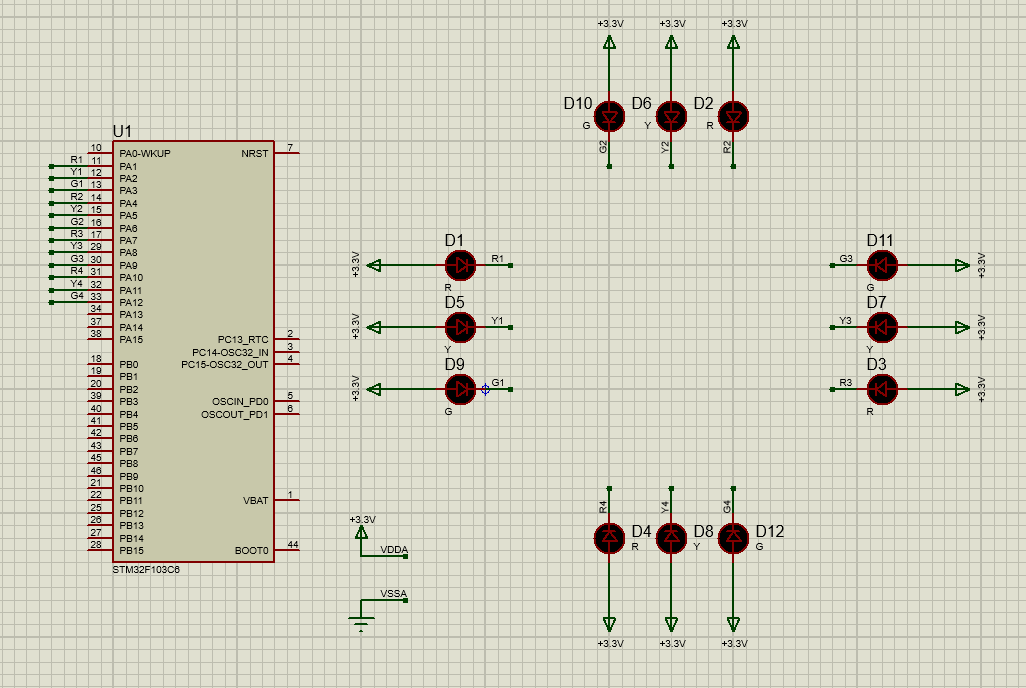 +3.3V +3.3V +3.3V
D10 D6 D2
G Y R
G2 Y2 R2
U1
10 PA0-WKUP NRST 7
R1 11 PA1
Y1 12 PA2
G1 13 PA3
R2 14 PA4
Y2 15 PA5
G2 16 PA6
R3 17 PA7
Y3 29 PA8
G3 30 PA9
R4 31 PA10
Y4 32 PA11
G4 33 PA12
34 PA13
37 PA14
38 PA15
PC13_RTC 2
PC14-OSC32_IN 3
18 PB0 PC15-OSC32_OUT 4
19 PB1
20 PB2
39 PB3 OSCIN_PD0 5
40 PB4 OSCOUT_PD1 6
41 PB5
42 PB6
43 PB7
45 PB8
46 PB9
21 PB10
22 PB11 VBAT 1
25 PB12
26 PB13
27 PB14
28 PB15 BOOT0 44
STM32F103C6
D1
+3.3V R1
R
D5
+3.3V Y1
Y
D9
+3.3V G1
G
D11
G3 +3.3V
G
D7
Y3 +3.3V
Y
D3
R3 +3.3V
R
+3.3V
VDDA
VSSA
R4 Y4 G4
D4 D8 D12
R Y G
+3.3V +3.3V +3.3V